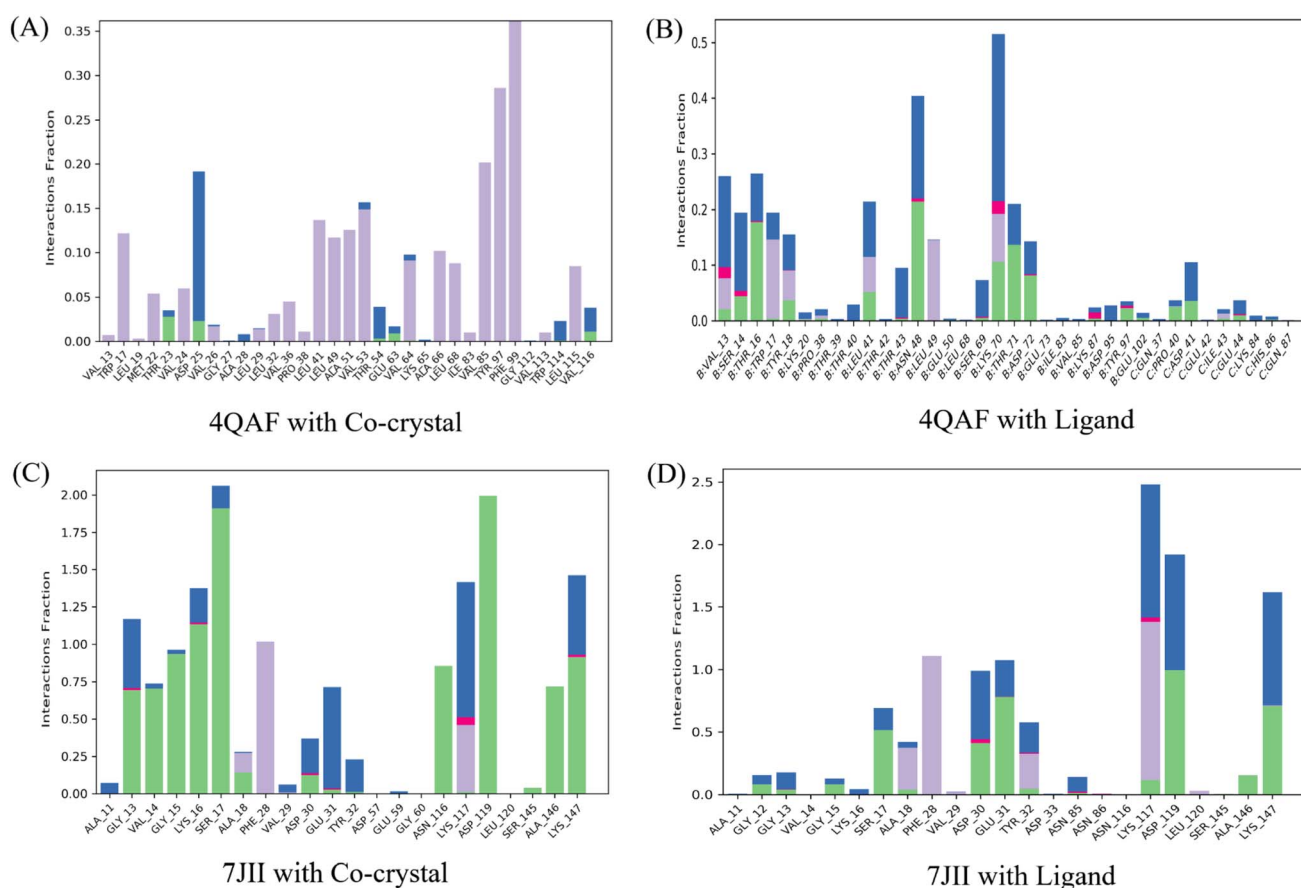 (A)
Interactions Fraction
0.35
0.30
0.25
0.20
0.15
0.10
0.05
0.00
VAL_13
TRP_17
LEU_19
MET_22
THR_23
VAL_24
ASP_25
VAL_26
GLY_27
ALA_28
LEU_29
LEU_32
VAL_36
PRO_38
LEU_41
LEU_49
ACA_51
VAL_53
THR_54
GLU_63
VAL_64
LYS_65
ALA_66
LEU_68
ILE_83
VAL_85
TYR_97
PHE_99
GLY_112
VAL_113
TRP_114
LEU_115
VAL_116
4QAF with Co-crystal
(B)
Interactions Fraction
0.5
0.4
0.3
0.2
0.1
0.0
B:VAL_13
B:SER_14
B:THR_16
B:TRP_17
B:TYR_18
B:LYS_20
B:PRO_38
B:THR_39
B:THR_40
B:LEU_41
B:THR_42
B:THR_43
B:ASN_48
B:LEU_49
B:GLU_50
B:LEU_68
B:SER_69
B:LYS_70
B:THR_71
B:ASP_72
B:GLU_73
B:ILE_83
B:VAL_85
B:LYS_87
B:ASP_95
B:TYR_97
B:GLU_102
C:GLN_37
C:PRO_40
C:ASP_41
C:GLU_42
C:ILE_43
C:GLU_44
C:LYS_84
C:HIS_86
C:GLN_87
4QAF with Ligand
(C)
Interactions Fraction
2.00
1.75
1.50
1.25
1.00
0.75
0.50
0.25
0.00
ALA_11
GLY_13
VAL_14
GLY_15
LYS_16
SER_17
ALA_18
PHE_28
VAL_29
ASP_30
GLU_31
TYR_32
ASP_57
GLU_59
GLY_60
ASN_116
LYS_117
ASP_119
LEU_120
SER_145
ALA_146
LYS_147
7JII with Co-crystal
(D)
Interactions Fraction
2.5
2.0
1.5
1.0
0.5
0.0
ALA_11
GLY_12
GLY_13
VAL_14
GLY_15
LYS_16
SER_17
ALA_18
PHE_28
VAL_29
ASP_30
GLU_31
TYR_32
ASP_33
ASN_85
ASN_86
ASN_116
LYS_117
ASP_119
LEU_120
SER_145
ALA_146
LYS_147
7JII with Ligand